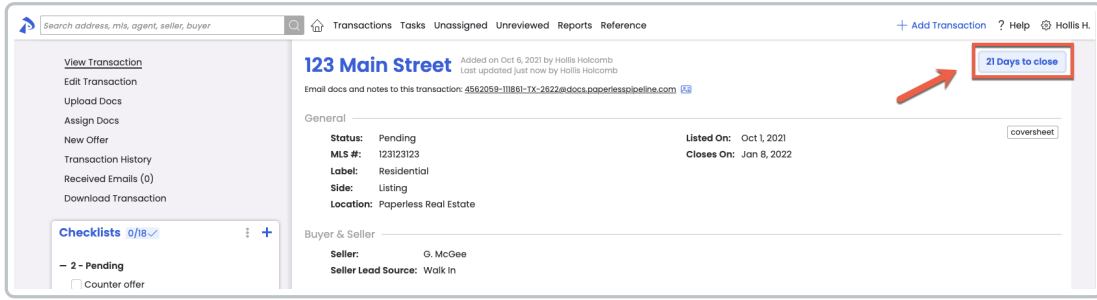 Search address, mls, agent, seller, buyer
Transactions Tasks Unassigned Unreviewed Reports Reference
+ Add Transaction ? Help Hollis H.
View Transaction
Edit Transaction
Upload Docs
Assign Docs
New Offer
Transaction History
Received Emails (0)
Download Transaction
Checklists 0/18
– 2 - Pending
Counter offer
123 Main Street
Added on Oct 6, 2021 by Hollis Holcomb
Last updated just now by Hollis Holcomb
21 Days to close
Email docs and notes to this transaction: 4562059-111861-TX-2622@docs.paperlesspipeline.com
General
coversheet
Status: Pending
MLS #: 123123123
Label: Residential
Side: Listing
Location: Paperless Real Estate
Listed On: Oct 1, 2021
Closes On: Jan 8, 2022
Buyer & Seller
Seller: G. McGee
Seller Lead Source: Walk In